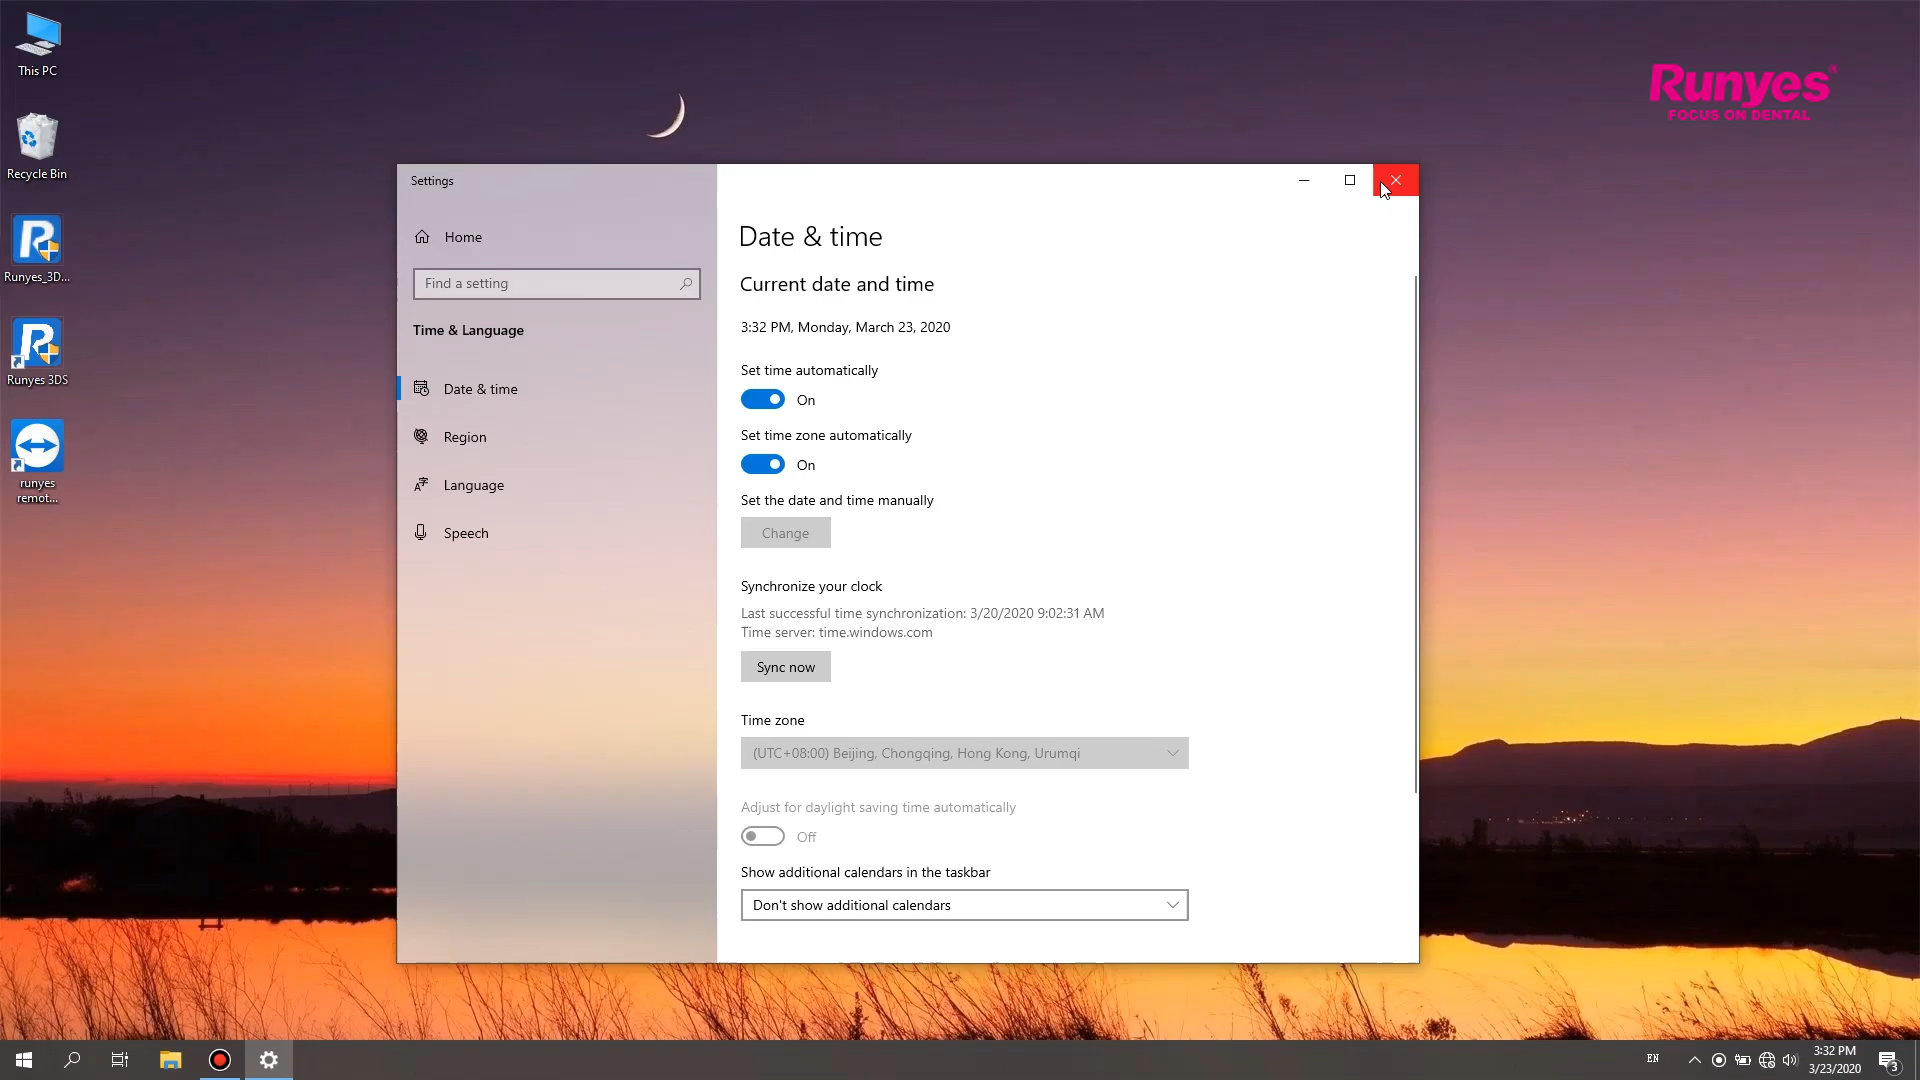 This PC
Recycle Bin
Runyes_3D...
Runyes 3DS
runyes
remot...
Runyes®
FOCUS ON DENTAL
Settings
Home
Find a setting
Time & Language
Date & time
Region
Language
Speech
Date & time
Current date and time
3:32 PM, Monday, March 23, 2020
Set time automatically
On
Set time zone automatically
On
Set the date and time manually
Change
Synchronize your clock
Last successful time synchronization: 3/20/2020 9:02:31 AM
Time server: time.windows.com
Sync now
Time zone
(UTC+08:00) Beijing, Chongqing, Hong Kong, Urumqi
Adjust for daylight saving time automatically
Off
Show additional calendars in the taskbar
Don't show additional calendars
EN
3:32 PM
3/23/2020
3